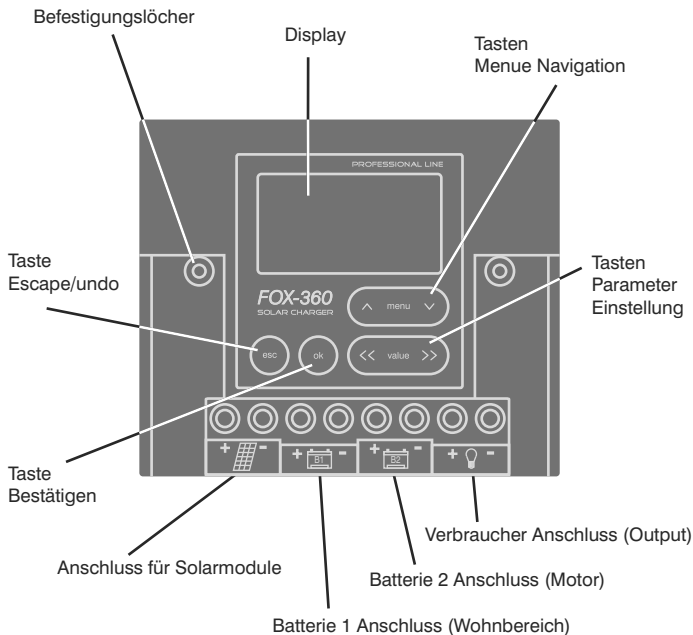 Befestigungslöcher
Display
Tasten
Menue Navigation
PROFESSIONAL LINE
Taste
Escape/undo
Tasten
Parameter
Einstellung
FOX-360
SOLAR CHARGER
^ menu v
esc
ok
<< value >>
+ -
+ B1 -
+ B2 -
+ -
Taste
Bestätigen
Verbraucher Anschluss (Output)
Anschluss für Solarmodule
Batterie 2 Anschluss (Motor)
Batterie 1 Anschluss (Wohnbereich)